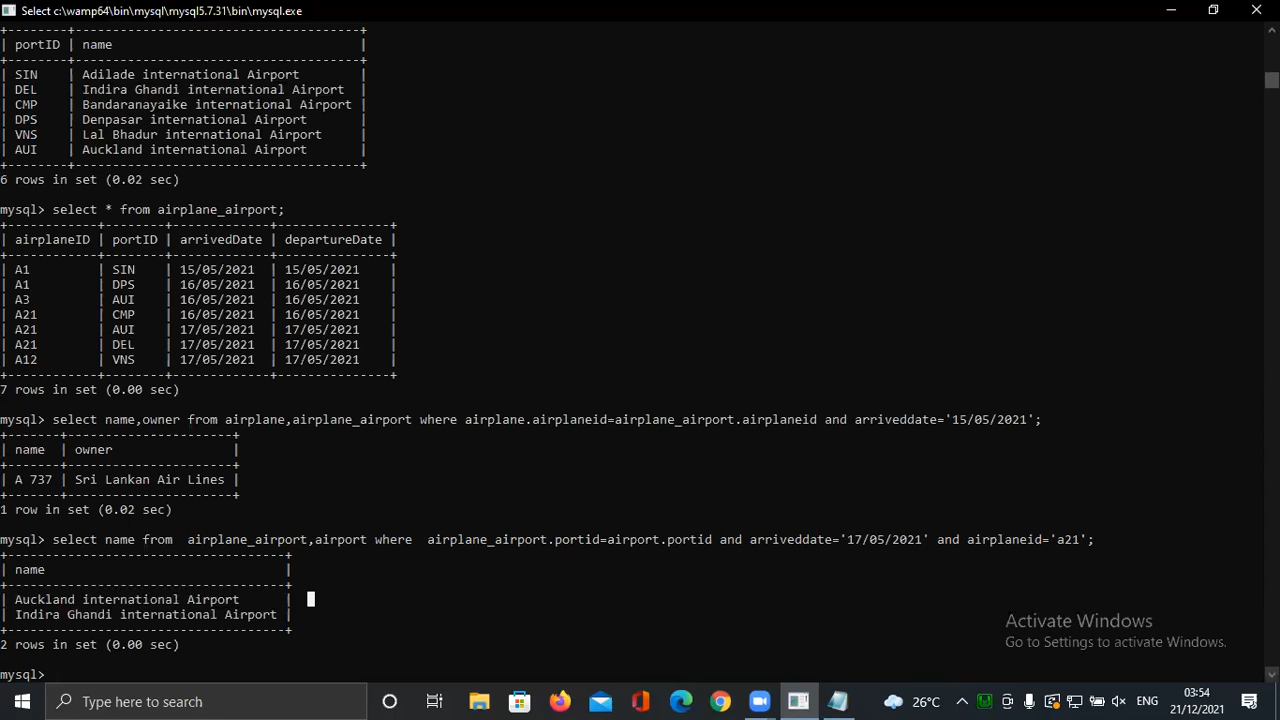 Select c:\wamp64\bin\mysql\mysql5.7.31\bin\mysql.exe
+--------+--------------------------------------+
| portID | name                                 |
+--------+--------------------------------------+
| SIN    | Adilade international Airport        |
| DEL    | Indira Ghandi international Airport  |
| CMP    | Bandaranayaike international Airport |
| DPS    | Denpasar international Airport       |
| VNS    | Lal Bhadur international Airport     |
| AUI    | Auckland international Airport       |
+--------+--------------------------------------+
6 rows in set (0.02 sec)
mysql> select * from airplane_airport;
+------------+--------+-------------+---------------+
| airplaneID | portID | arrivedDate | departureDate |
+------------+--------+-------------+---------------+
| A1         | SIN    | 15/05/2021  | 15/05/2021    |
| A1         | DPS    | 16/05/2021  | 16/05/2021    |
| A3         | AUI    | 16/05/2021  | 16/05/2021    |
| A21        | CMP    | 16/05/2021  | 16/05/2021    |
| A21        | AUI    | 17/05/2021  | 17/05/2021    |
| A21        | DEL    | 17/05/2021  | 17/05/2021    |
| A12        | VNS    | 17/05/2021  | 17/05/2021    |
+------------+--------+-------------+---------------+
7 rows in set (0.00 sec)
mysql> select name,owner from airplane,airplane_airport where airplane.airplaneid=airplane_airport.airplaneid and arriveddate='15/05/2021';
+-------+----------------------+
| name  | owner                |
+-------+----------------------+
| A 737 | Sri Lankan Air Lines |
+-------+----------------------+
1 row in set (0.02 sec)
mysql> select name from  airplane_airport,airport where  airplane_airport.portid=airport.portid and arriveddate='17/05/2021' and airplaneid='a21';
+-------------------------------------+
| name                                |
+-------------------------------------+
| Auckland international Airport      |
| Indira Ghandi international Airport |
+-------------------------------------+
2 rows in set (0.00 sec)
mysql>
Activate Windows
Go to Settings to activate Windows.
Type here to search
26°C
ENG
03:54
21/12/2021